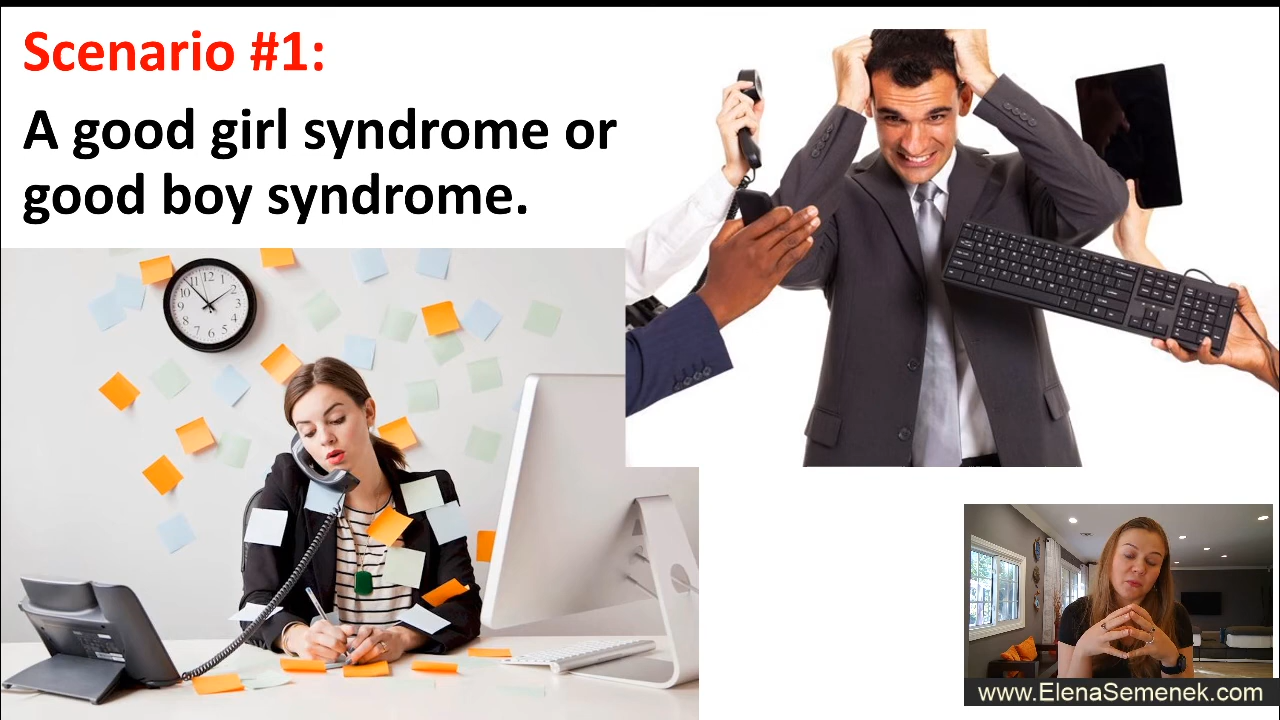 Scenario #1:
A good girl syndrome or
good boy syndrome.
www.ElenaSemenek.com